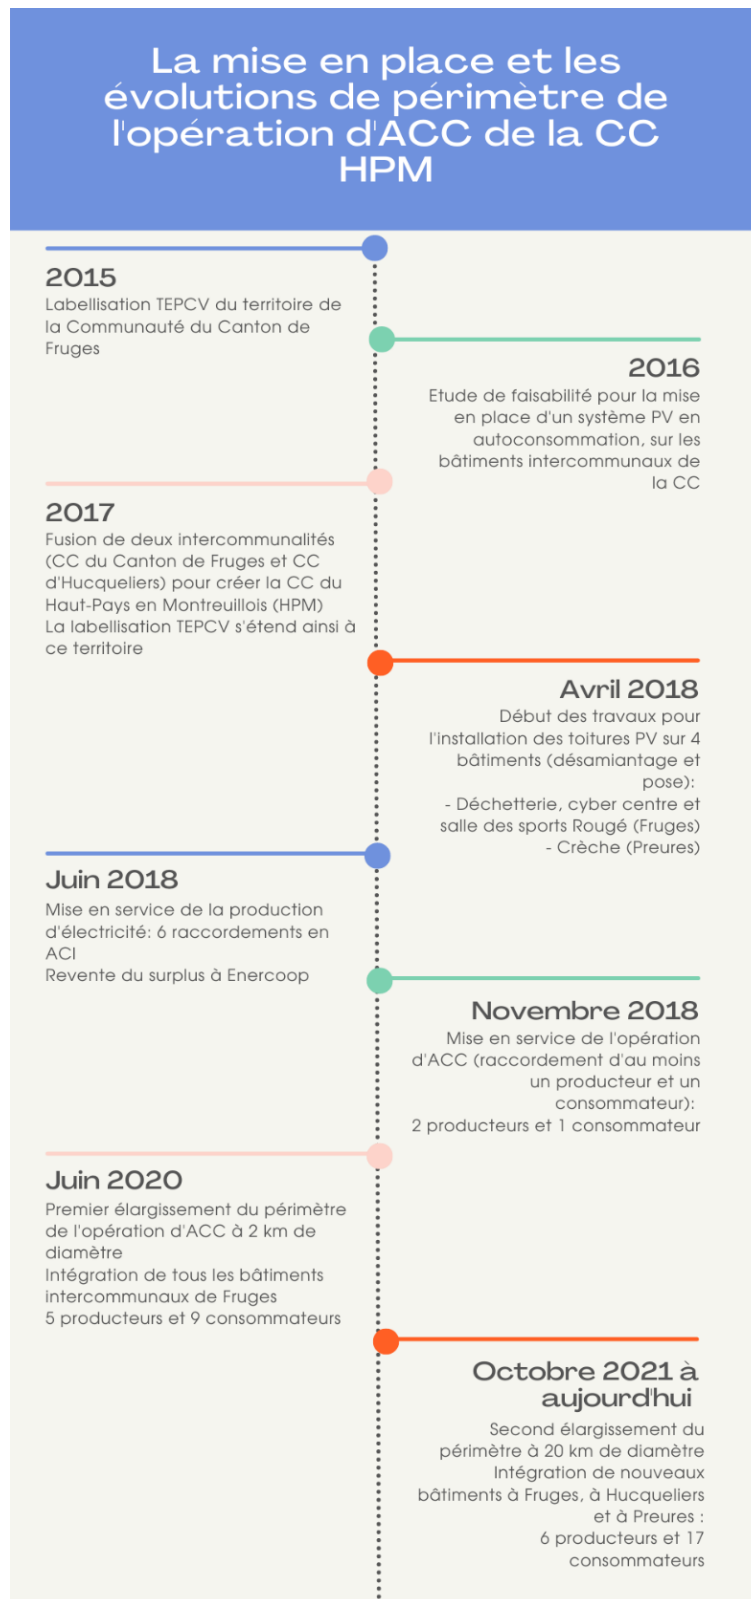 La mise en place et les
évolutions de périmètre de
l'opération d'ACC de la CC
HPM
2015
Labellisation TEPCV du territoire de
la Communauté du Canton de
Fruges
2016
Etude de faisabilité pour la mise
en place d'un système PV en
autoconsommation, sur les
bâtiments intercommunaux de
la CC
2017
Fusion de deux intercommunalités
(CC du Canton de Fruges et CC
d'Hucqueliers) pour créer la CC du
Haut-Pays en Montreuillois (HPM)
La labellisation TEPCV s'étend ainsi à
ce territoire
Avril 2018
Début des travaux pour
l'installation des toitures PV sur 4
bâtiments (désamiantage et
pose):
- Déchetterie, cyber centre et
salle des sports Rougé (Fruges)
- Crèche (Preures)
Juin 2018
Mise en service de la production
d'électricité: 6 raccordements en
ACI
Revente du surplus à Enercoop
Novembre 2018
Mise en service de l'opération
d'ACC (raccordement d'au moins
un producteur et un
consommateur):
2 producteurs et 1 consommateur
Juin 2020
Premier élargissement du périmètre
de l'opération d'ACC à 2 km de
diamètre
Intégration de tous les bâtiments
intercommunaux de Fruges
5 producteurs et 9 consommateurs
Octobre 2021 à
aujourd'hui
Second élargissement du
périmètre à 20 km de diamètre
Intégration de nouveaux
bâtiments à Fruges, à Hucqueliers
et à Preures :
6 producteurs et 17
consommateurs